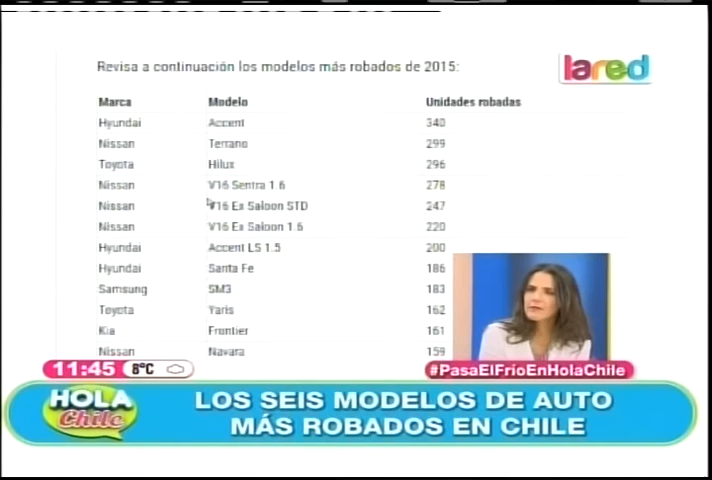 Revisa a continuación los modelos más robados de 2015:
lared
Marca Modelo Unidades robadas
Hyundai Accent 340
Nissan Terrano 299
Toyota Hilux 296
Nissan V16 Sentra 1.6 278
Nissan V16 Ex Saloon STD 247
Nissan V16 Ex Saloon 1.6 220
Hyundai Accent LS 1.5 200
Hyundai Santa Fe 186
Samsung SM3 183
Toyota Yaris 162
Kia Frontier 161
Nissan Navara 159
11:45 8°C
#PasaElFríoEnHolaChile
HOLA
Chile
LOS SEIS MODELOS DE AUTO
MÁS ROBADOS EN CHILE